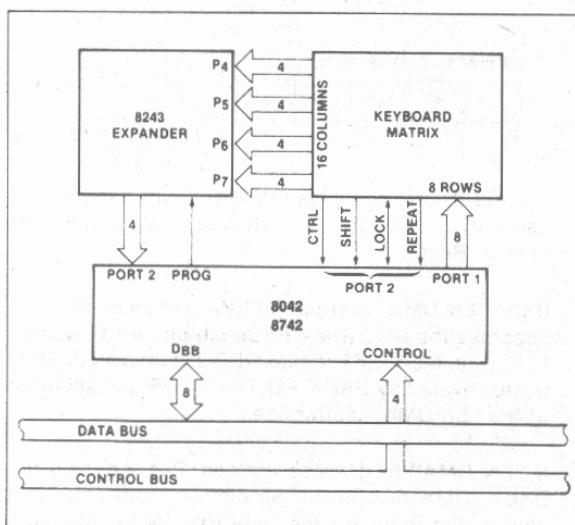 P4
4
P5
4
P6
4
P7
4
8243
EXPANDER
16 COLUMNS
KEYBOARD
MATRIX
8 ROWS
4
CTRL
SHIFT
LOCK
REPEAT
8
PORT 2
PROG
PORT 2
PORT 1
8042
8742
DBB
CONTROL
8
4
DATA BUS
CONTROL BUS